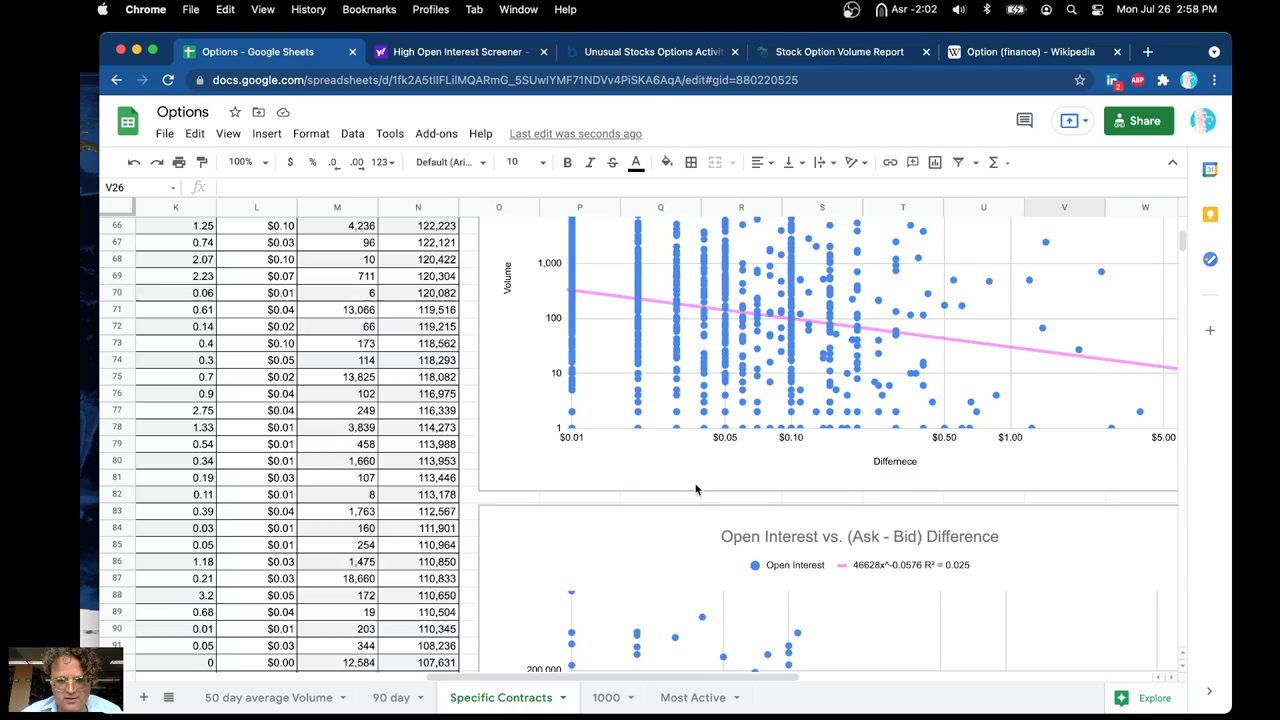 Chrome File Edit View History Bookmarks Profiles Tab Window Help Asr -2:02 Mon Jul 26 2:58 PM
Options - Google Sheets × High Open Interest Screener - × Unusual Stocks Options Activit × Stock Option Volume Report × Option (finance) - Wikipedia × +
docs.google.com/spreadsheets/d/1fk2A5tIIFLilMQARmG_5SUwIYMF71NDVv4PiSKA6AqA/edit#gid=880220525 2 ABP
Options
File Edit View Insert Format Data Tools Add-ons Help Last edit was seconds ago Share
100% $ % .0 .00 123 Default (Ari... 10 B I S A 31
V26 fx
K L M N O P Q R S T U V W
66 1.25 $0.10 4,236 122,223
67 0.74 $0.03 96 122,121
68 2.07 $0.10 10 120,422
69 2.23 $0.07 711 120,304
70 0.06 $0.01 6 120,082
71 0.61 $0.04 13,066 119,516
72 0.14 $0.02 66 119,215
73 0.4 $0.10 173 118,562
74 0.3 $0.05 114 118,293
75 0.7 $0.02 13,825 118,082
76 0.9 $0.04 102 116,975
77 2.75 $0.04 249 116,339
78 1.33 $0.01 3,839 114,273
79 0.54 $0.01 458 113,988
80 0.34 $0.01 1,660 113,953
81 0.19 $0.03 107 113,446
82 0.11 $0.01 8 113,178
83 0.39 $0.04 1,763 112,567
84 0.03 $0.01 160 111,901
85 0.05 $0.01 254 110,964
86 1.18 $0.03 1,475 110,850
87 0.21 $0.03 18,660 110,833
88 3.2 $0.05 172 110,650
89 0.68 $0.04 19 110,504
90 0.01 $0.01 203 110,345
91 0.05 $0.03 344 108,236
0 $0.00 12,584 107,631
Volume
1,000
100
10
1
$0.01 $0.05 $0.10 $0.50 $1.00 $5.00
Differnece
Open Interest vs. (Ask - Bid) Difference
Open Interest 46628x^-0.0576 R² = 0.025
200,000
+ 50 day average Volume 90 day Specific Contracts 1000 Most Active Explore